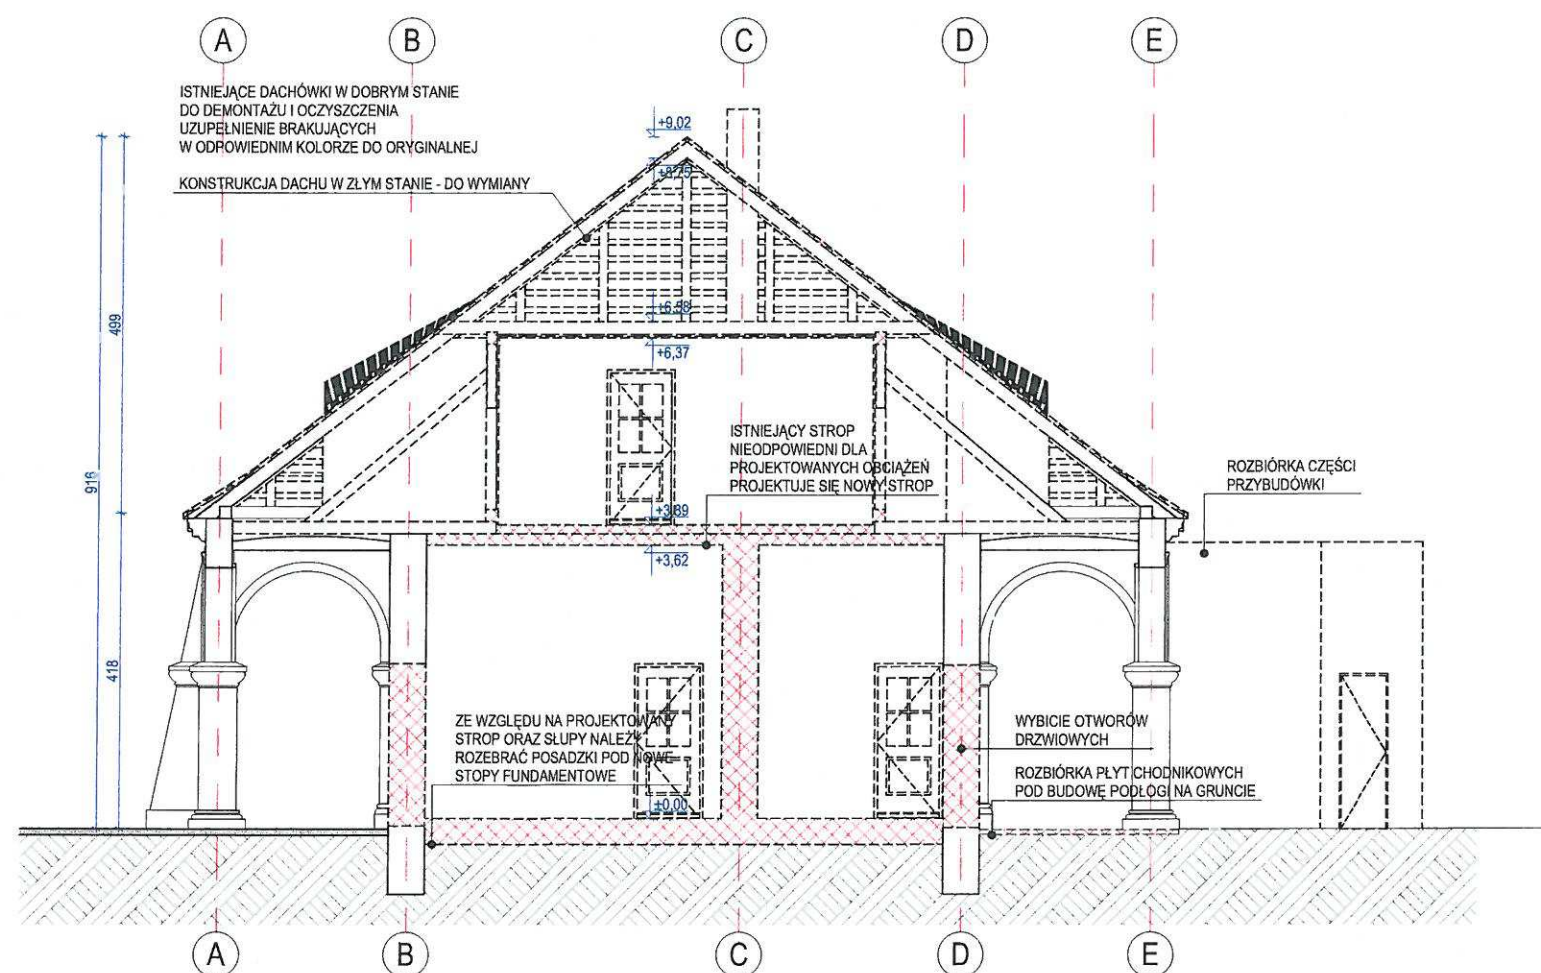 A
B
C
D
E
ISTNIEJĄCE DACHÓWKI W DOBRYM STANIE
DO DEMONTAŻU I OCZYSZCZENIA
UZUPEŁNIENIE BRAKUJĄCYCH
W ODPOWIEDNIM KOLORZE DO ORYGINALNEJ
KONSTRUKCJA DACHU W ZŁYM STANIE - DO WYMIANY
+9,02
+8,75
+6,58
+6,37
499
916
418
ISTNIEJĄCY STROP
NIEODPOWIEDNI DLA
PROJEKTOWANYCH OBCIĄŻEŃ
PROJEKTUJE SIĘ NOWY STROP
ROZBIÓRKA CZĘŚCI
PRZYBUDÓWKI
+3,89
+3,62
ZE WZGLĘDU NA PROJEKTOWANY
STROP ORAZ SŁUPY NALEŻY
ROZEBRAĆ POSADZKI POD NOWE
STOPY FUNDAMENTOWE
WYBICIE OTWORÓW
DRZWIOWYCH
ROZBIÓRKA PŁYT CHODNIKOWYCH
POD BUDOWĘ PODŁOGI NA GRUNCIE
±0,00
A
B
C
D
E